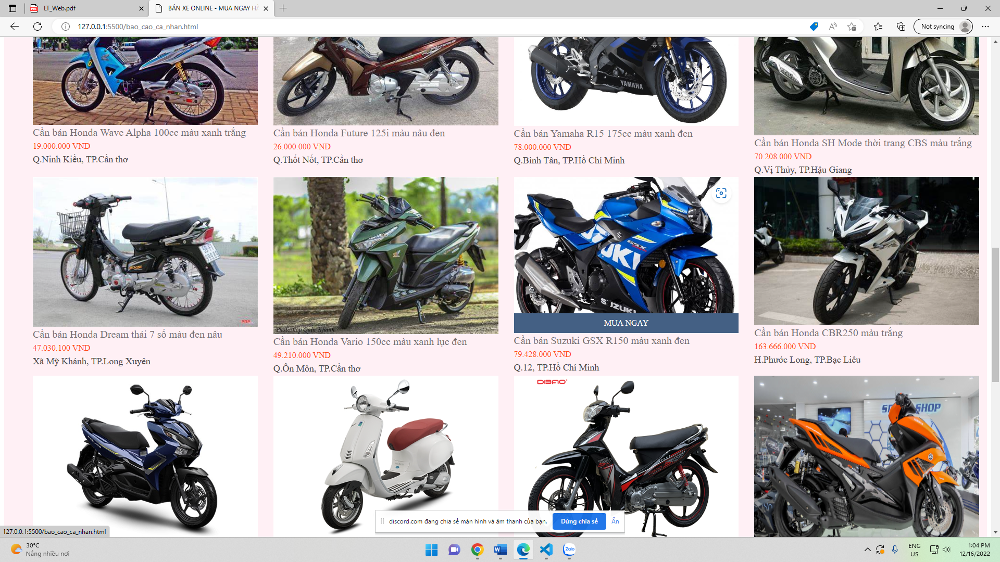 LT_Web.pdf
BÁN XE ONLINE - MUA NGAY HÀ
127.0.0.1:5500/bao_cao_ca_nhan.html
Not syncing
YAMAHA
Cần bán Honda Wave Alpha 100cc màu xanh trắng
19.000.000 VND
Q.Ninh Kiều, TP.Cần thơ
Cần bán Honda Future 125i màu nâu đen
26.000.000 VND
Q.Thốt Nốt, TP.Cần thơ
Cần bán Yamaha R15 175cc màu xanh đen
78.000.000 VND
Q.Bình Tân, TP.Hồ Chí Minh
Cần bán Honda SH Mode thời trang CBS màu trắng
70.208.000 VND
Q.Vị Thủy, TP.Hậu Giang
PDP
Photoshop Quốc Khánh
SUZUKI
MUA NGAY
Cần bán Honda Dream thái 7 số màu đen nâu
47.030.100 VND
Xã Mỹ Khánh, TP.Long Xuyên
Cần bán Honda Vario 150cc màu xanh lục đen
49.210.000 VND
Q.Ôn Môn, TP.Cần thơ
Cần bán Suzuki GSX R150 màu xanh đen
79.428.000 VND
Q.12, TP.Hồ Chí Minh
Cần bán Honda CBR250 màu trắng
163.666.000 VND
H.Phước Long, TP.Bạc Liêu
DIBAO
SHOP
discord.com đang chia sẻ màn hình và âm thanh của bạn.
Dừng chia sẻ
Ẩn
127.0.0.1:5500/bao_cao_ca_nhan.html
30°C
Nắng nhiều nơi
Zalo
ENG
US
1:04 PM
12/16/2022